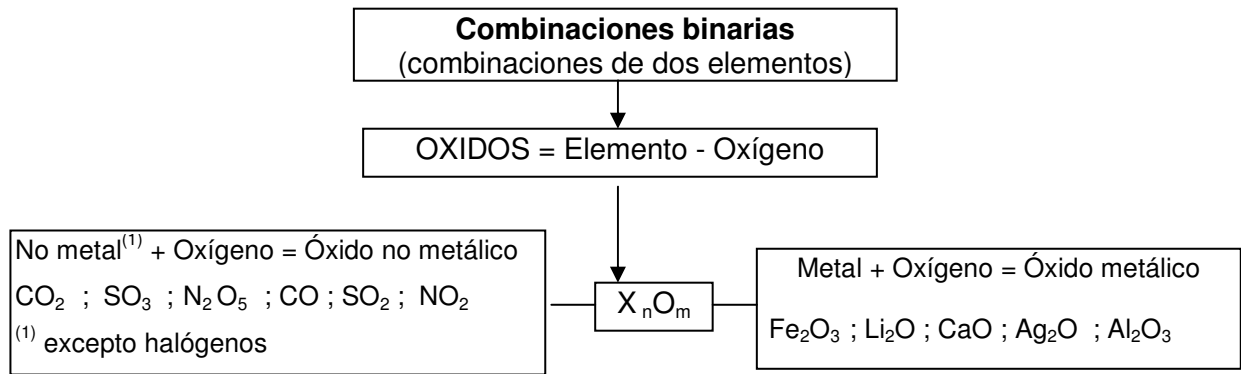 Combinaciones binarias
(combinaciones de dos elementos)
OXIDOS = Elemento - Oxígeno
No metal(1) + Oxígeno = Óxido no metálico
CO2 ; SO3 ; N2O5 ; CO ; SO2 ; NO2
(1) excepto halógenos
XnOm
Metal + Oxígeno = Óxido metálico
Fe2O3 ; Li2O ; CaO ; Ag2O ; Al2O3